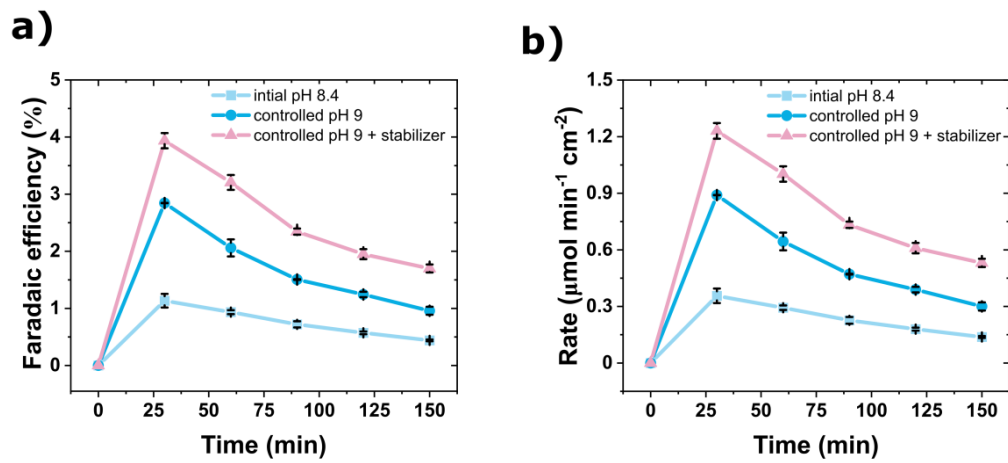 a)
5
4
3
2
1
0
Faradaic efficiency (%)
intial pH 8.4
controlled pH 9
controlled pH 9 + stabilizer
0 25 50 75 100 125 150
Time (min)
b)
1.5
1.2
0.9
0.6
0.3
0
Rate (μmol min⁻¹ cm⁻²)
intial pH 8.4
controlled pH 9
controlled pH 9 + stabilizer
0 25 50 75 100 125 150
Time (min)